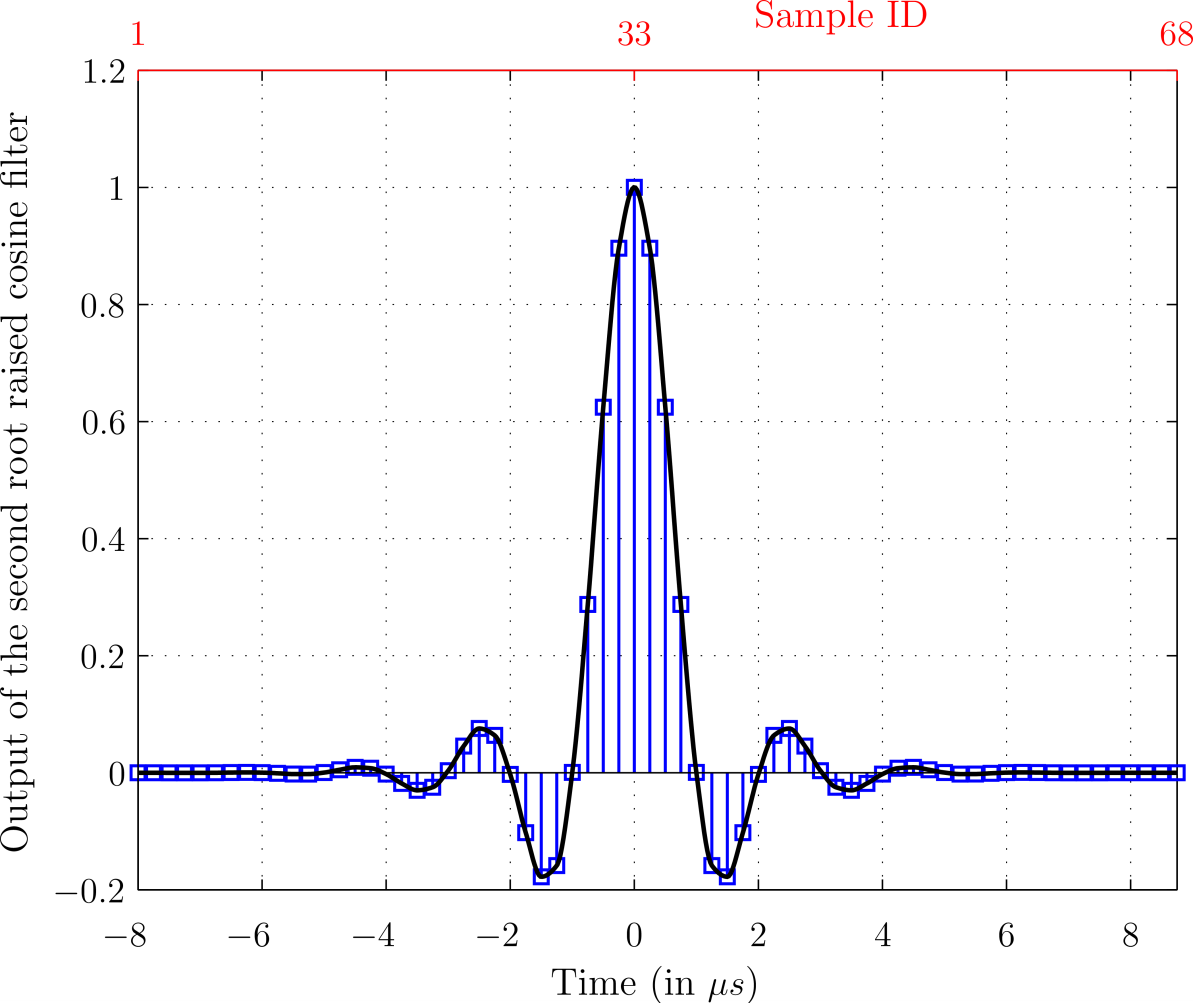 Sample ID
1 33 68
Output of the second root raised cosine filter
1.2
1
0.8
0.6
0.4
0.2
0
−0.2
−8 −6 −4 −2 0 2 4 6 8
Time (in μs)